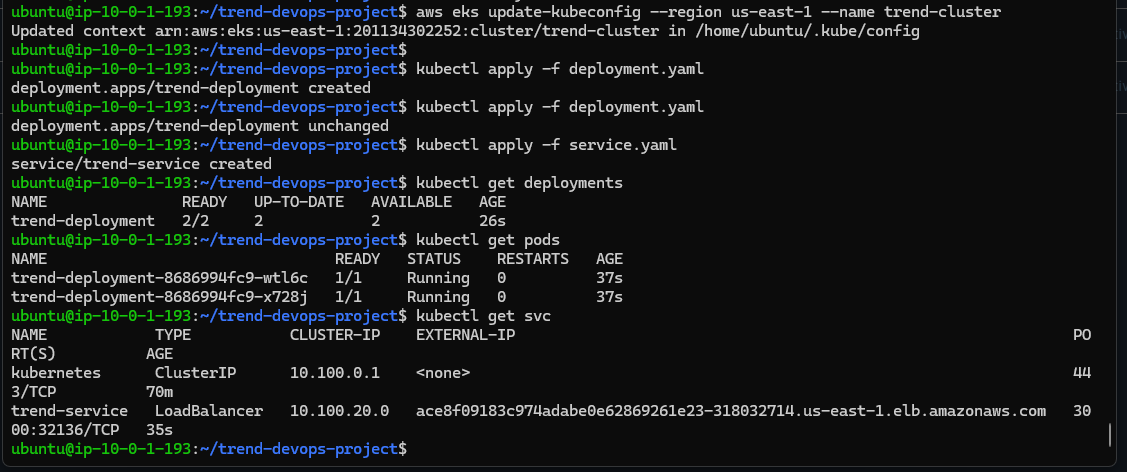 ubuntu@ip-10-0-1-193:~/trend-devops-project$ aws eks update-kubeconfig --region us-east-1 --name trend-cluster
Updated context arn:aws:eks:us-east-1:201134302252:cluster/trend-cluster in /home/ubuntu/.kube/config
ubuntu@ip-10-0-1-193:~/trend-devops-project$
ubuntu@ip-10-0-1-193:~/trend-devops-project$ kubectl apply -f deployment.yaml
deployment.apps/trend-deployment created
ubuntu@ip-10-0-1-193:~/trend-devops-project$ kubectl apply -f deployment.yaml
deployment.apps/trend-deployment unchanged
ubuntu@ip-10-0-1-193:~/trend-devops-project$ kubectl apply -f service.yaml
service/trend-service created
ubuntu@ip-10-0-1-193:~/trend-devops-project$ kubectl get deployments
NAME               READY   UP-TO-DATE   AVAILABLE   AGE
trend-deployment   2/2     2            2           26s
ubuntu@ip-10-0-1-193:~/trend-devops-project$ kubectl get pods
NAME                                READY   STATUS    RESTARTS   AGE
trend-deployment-8686994fc9-wtl6c   1/1     Running   0          37s
trend-deployment-8686994fc9-x728j   1/1     Running   0          37s
ubuntu@ip-10-0-1-193:~/trend-devops-project$ kubectl get svc
NAME            TYPE           CLUSTER-IP    EXTERNAL-IP                                                              PO
RT(S)          AGE
kubernetes      ClusterIP      10.100.0.1    <none>                                                                   44
3/TCP          70m
trend-service   LoadBalancer   10.100.20.0   ace8f09183c974adabe0e62869261e23-318032714.us-east-1.elb.amazonaws.com   30
00:32136/TCP   35s
ubuntu@ip-10-0-1-193:~/trend-devops-project$